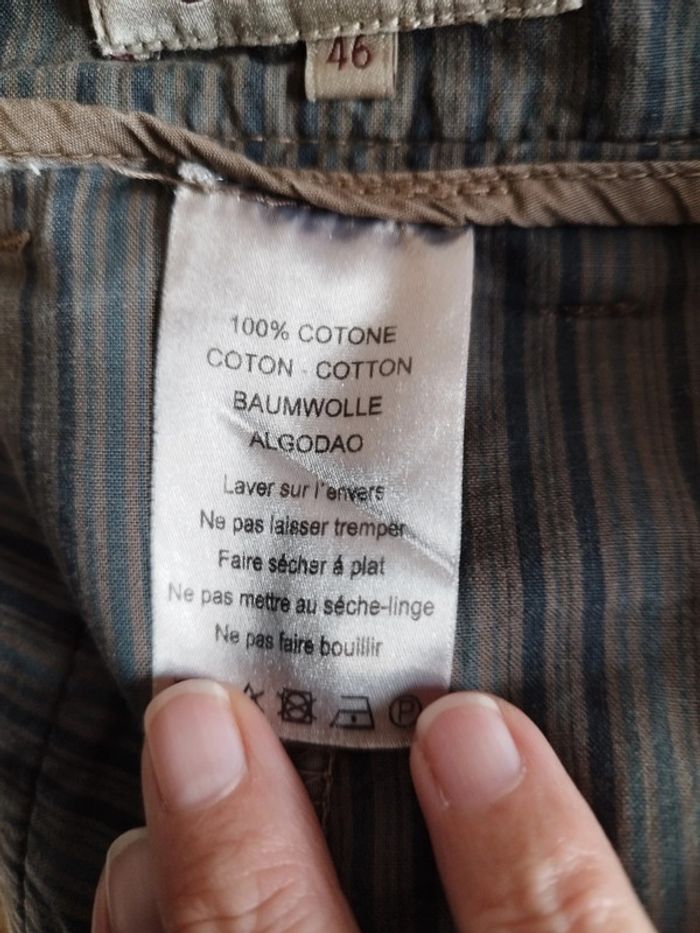 46
100% COTONE
COTON - COTTON
BAUMWOLLE
ALGODAO
Laver sur l'envers
Ne pas laisser tremper
Faire sécher à plat
Ne pas mettre au séche-linge
Ne pas faire bouillir
P